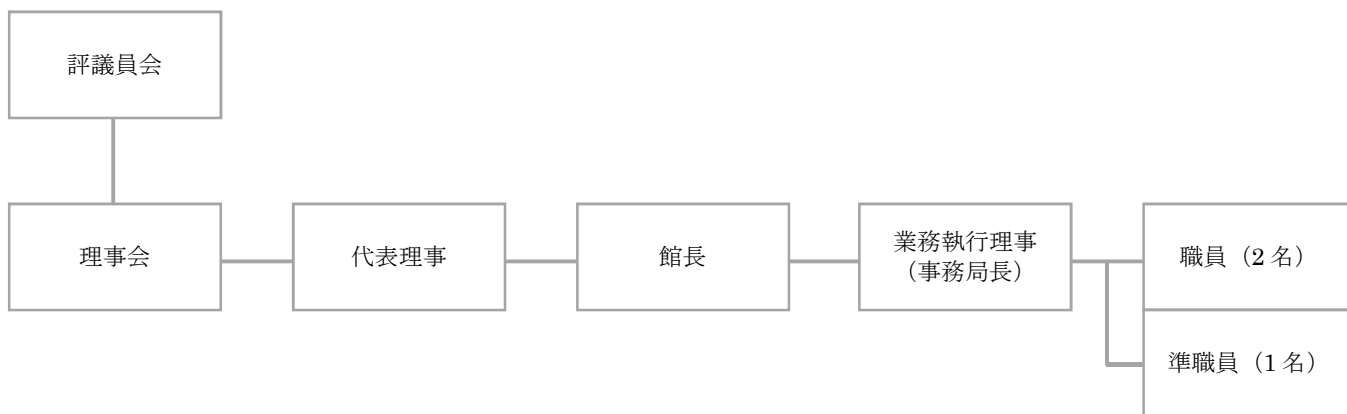 評議員会
理事会
代表理事
館長
業務執行理事
（事務局長）
職員（2 名）
準職員（1 名）